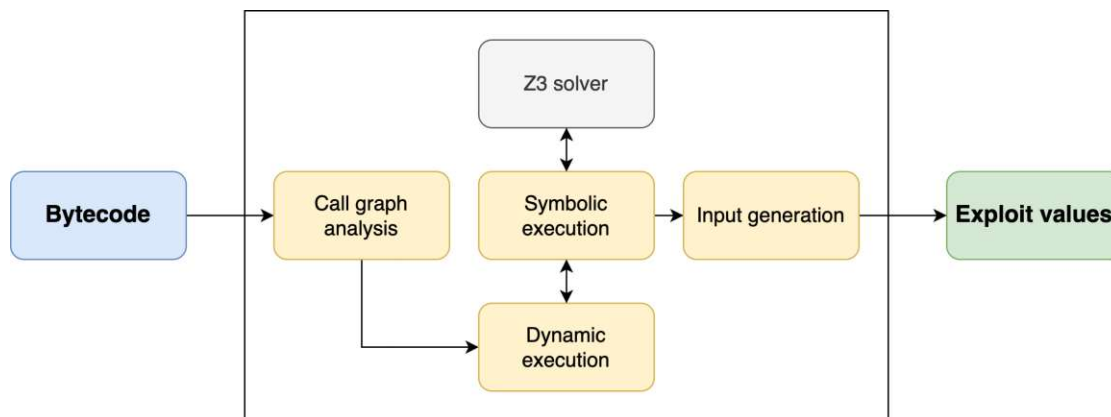 Z3 solver
Bytecode
Call graph
analysis
Symbolic
execution
Input generation
Exploit values
Dynamic
execution